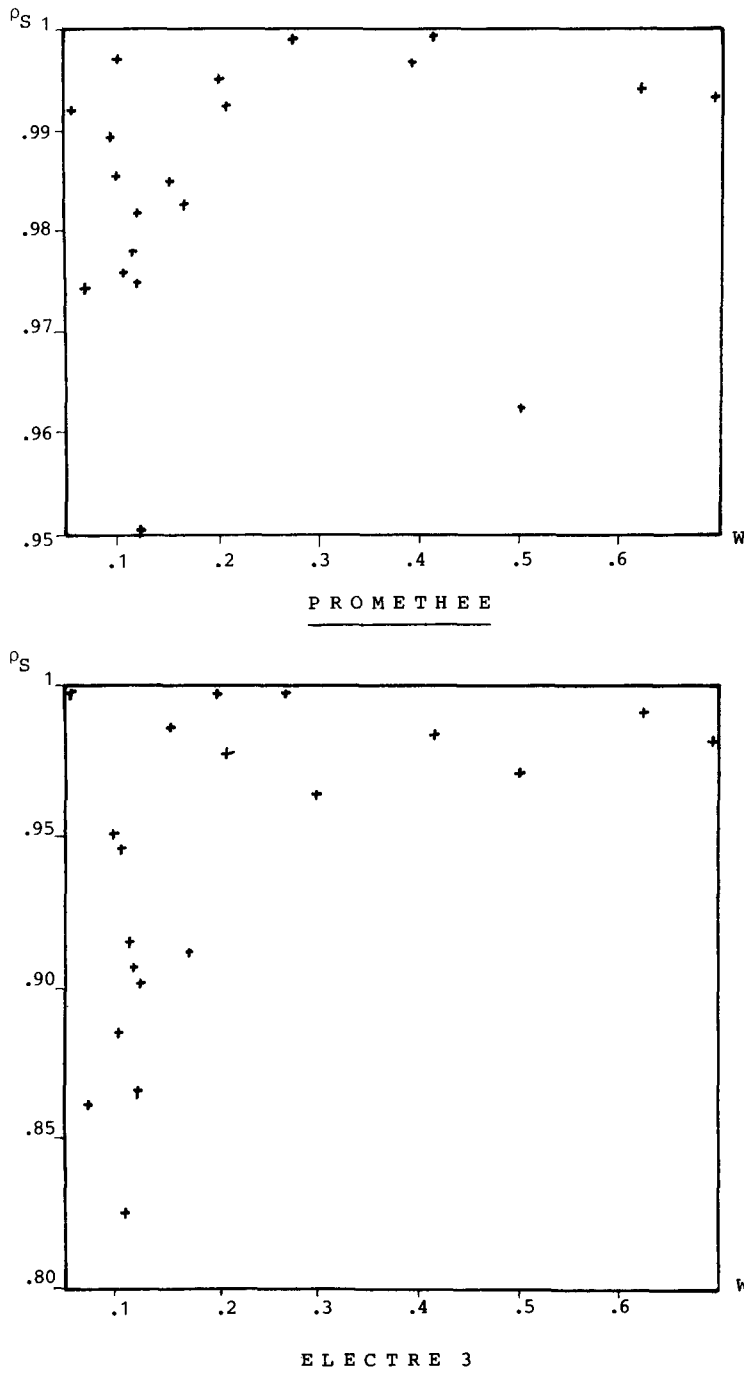 ρS 1
.99
.98
.97
.96
.95
.1 .2 .3 .4 .5 .6 W
PROMETHEE
ρS 1
.95
.90
.85
.80
.1 .2 .3 .4 .5 .6 W
ELECTRE 3